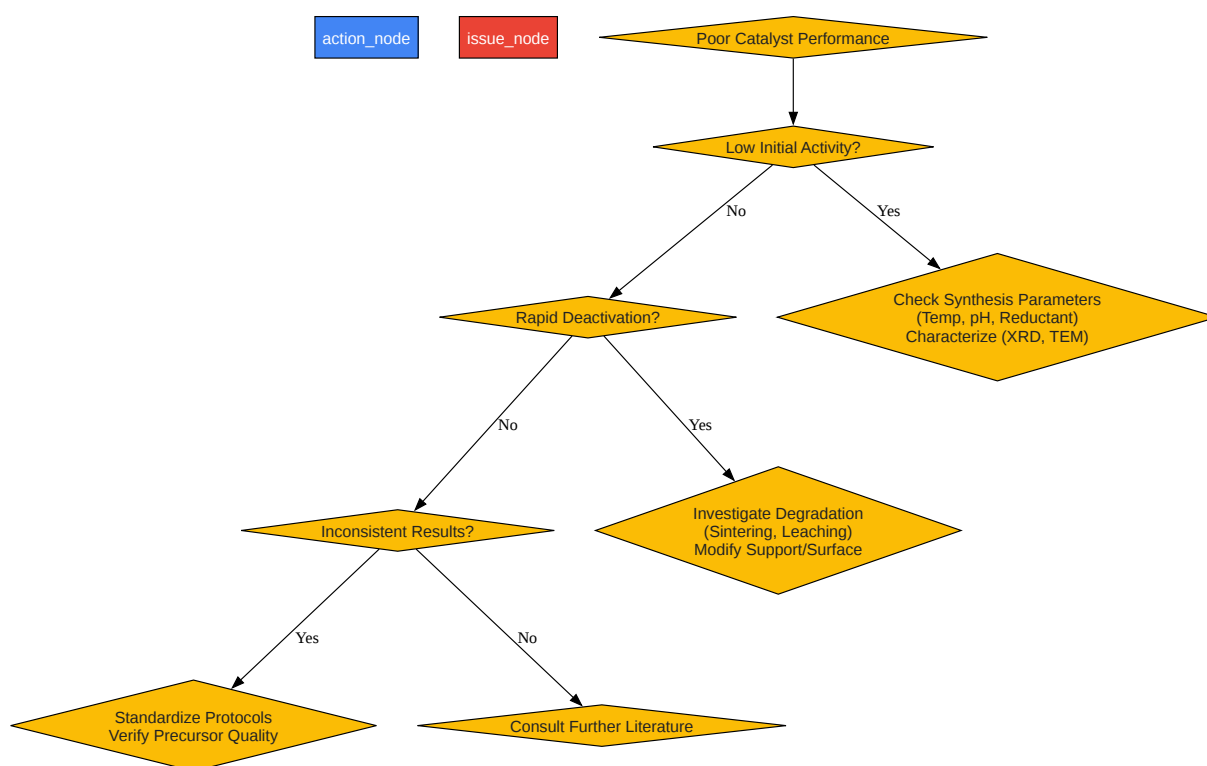 action_node
issue_node
Poor Catalyst Performance
Low Initial Activity?
No
Yes
Rapid Deactivation?
Check Synthesis Parameters
(Temp, pH, Reductant)
Characterize (XRD, TEM)
No
Yes
Inconsistent Results?
Investigate Degradation
(Sintering, Leaching)
Modify Support/Surface
Yes
No
Standardize Protocols
Verify Precursor Quality
Consult Further Literature